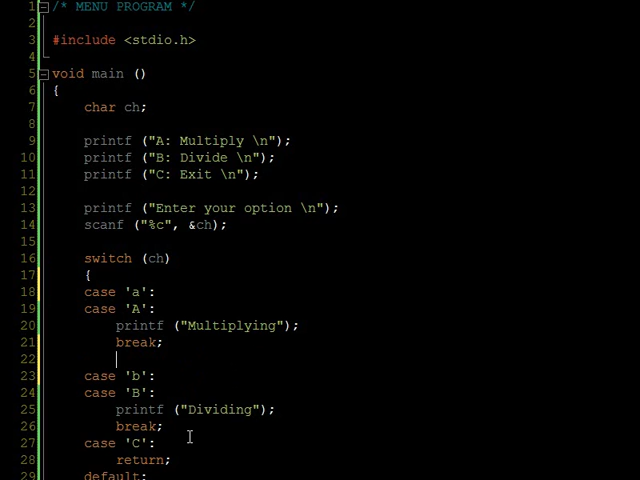 1 /* MENU PROGRAM */
2
3 #include <stdio.h>
4
5 void main ()
6 {
7 char ch;
8
9 printf ("A: Multiply \n");
10 printf ("B: Divide \n");
11 printf ("C: Exit \n");
12
13 printf ("Enter your option \n");
14 scanf ("%c", &ch);
15
16 switch (ch)
17 {
18 case 'a':
19 case 'A':
20 printf ("Multiplying");
21 break;
22
23 case 'b':
24 case 'B':
25 printf ("Dividing");
26 break;
27 case 'C':
28 return;
29 default: